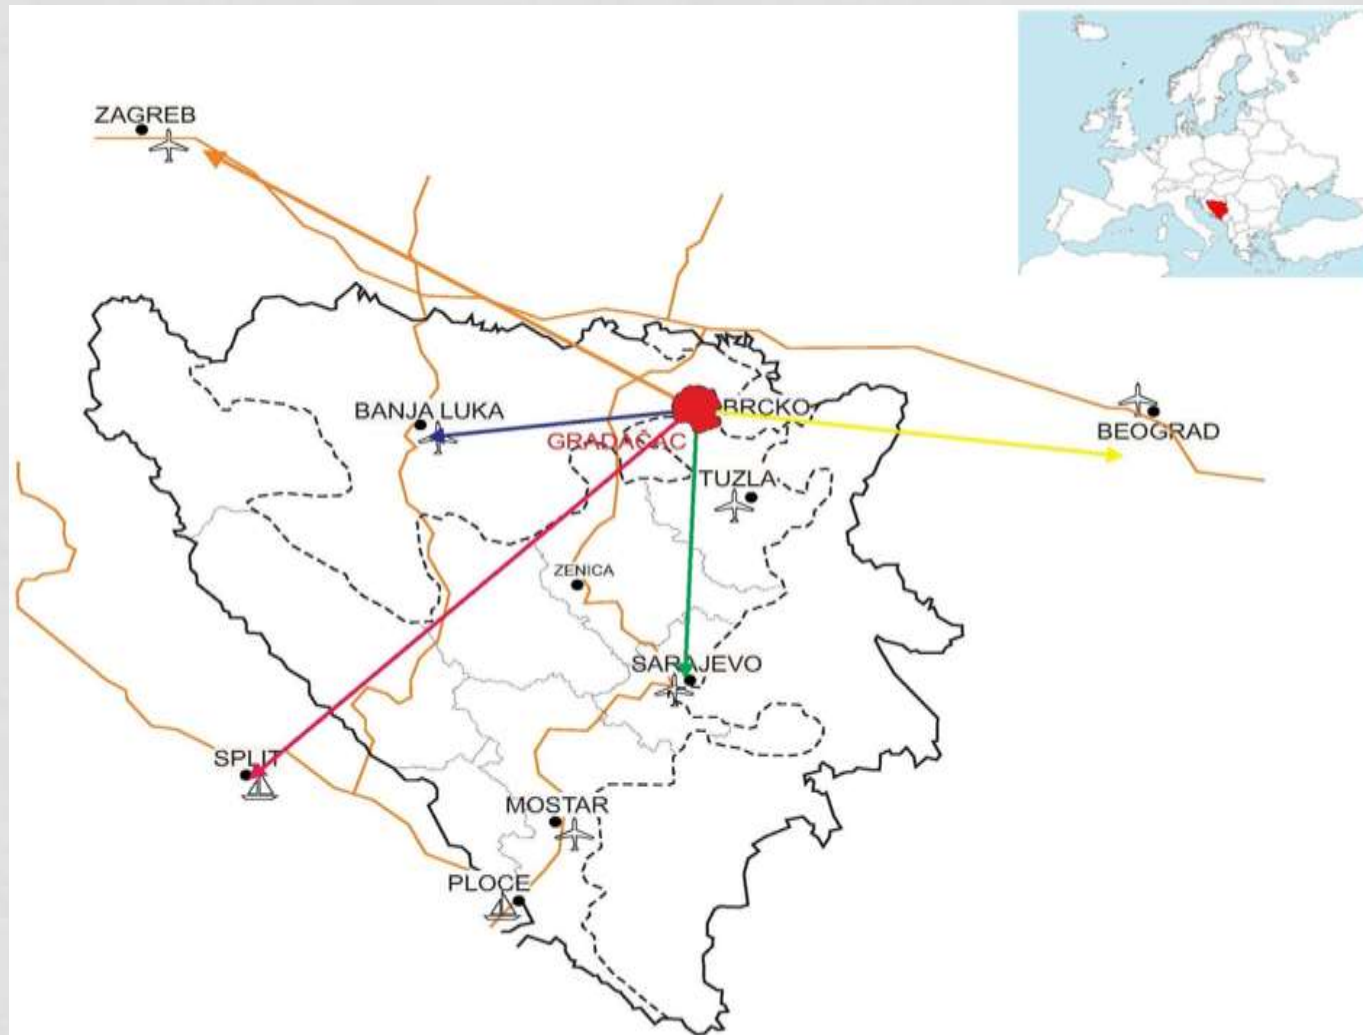 ZAGREB
BANJA LUKA
BRCKO
GRADAČAC
BEOGRAD
TUZLA
ZENICA
SARAJEVO
SPLIT
MOSTAR
PLOCE